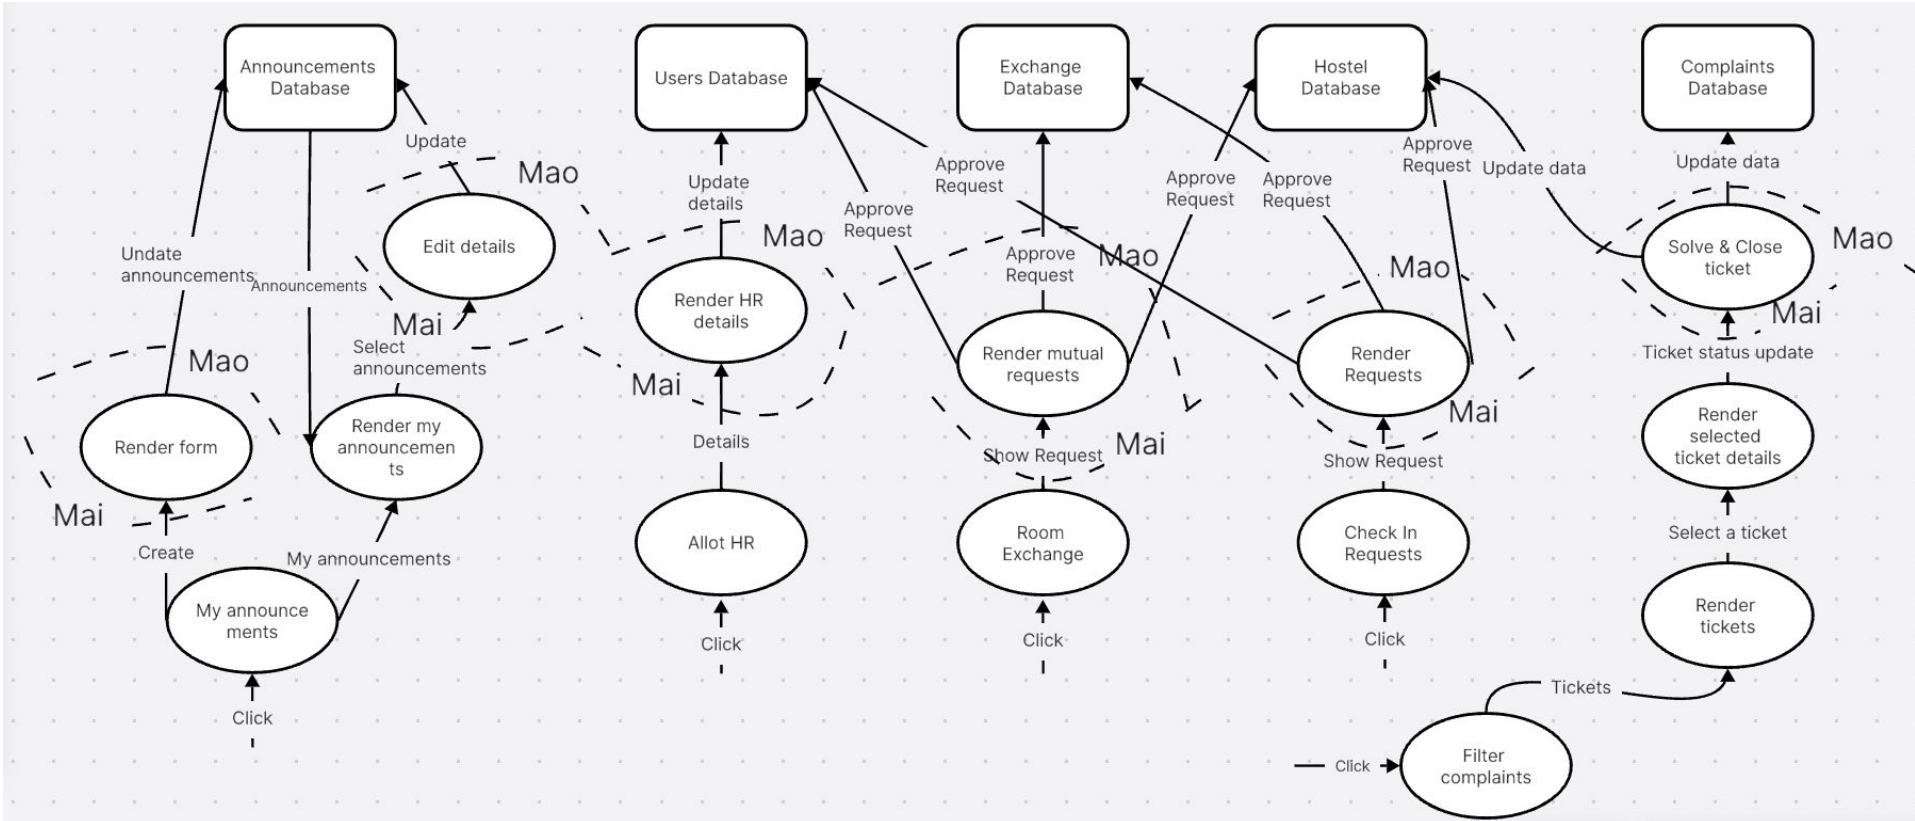 Announcements
Database
Users Database
Exchange
Database
Hostel
Database
Complaints
Database
Update
Mao
Approve
Request
Approve
Request
Update data
Update data
Update
details
Approve
Request
Approve
Request
Approve
Request
Edit details
Mao
Mao
Mao
Solve & Close
ticket
Mao
Undate
announcements
Announcements
Approve
Request
Render HR
details
Mai
Mai
Select
announcements
Mao
Mai
Render mutual
requests
Render
Requests
Ticket status update
Mai
Render form
Render my
announcemen
ts
Details
Show Request
Mai
Show Request
Render
selected
ticket details
Mai
Create
My announcements
Allot HR
Room
Exchange
Check In
Requests
Select a ticket
My announce
ments
Click
Click
Click
Render
tickets
Click
Tickets
Click
Filter
complaints